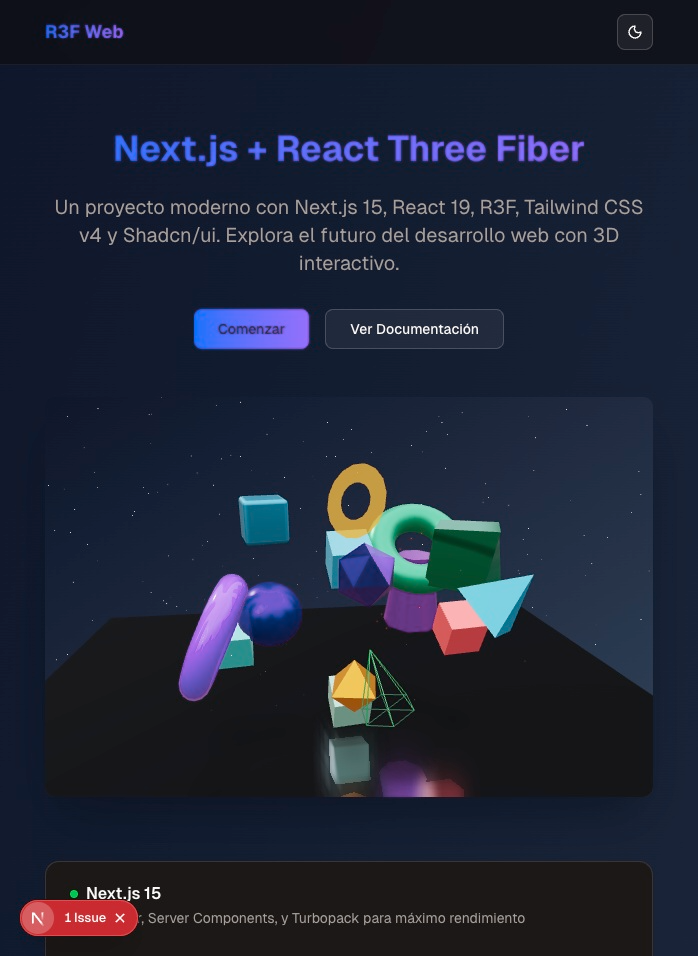 R3F Web
Next.js + React Three Fiber
Un proyecto moderno con Next.js 15, React 19, R3F, Tailwind CSS
v4 y Shadcn/ui. Explora el futuro del desarrollo web con 3D
interactivo.
Comenzar
Ver Documentación
Next.js 15
Server Components, y Turbopack para máximo rendimiento
N
1 Issue